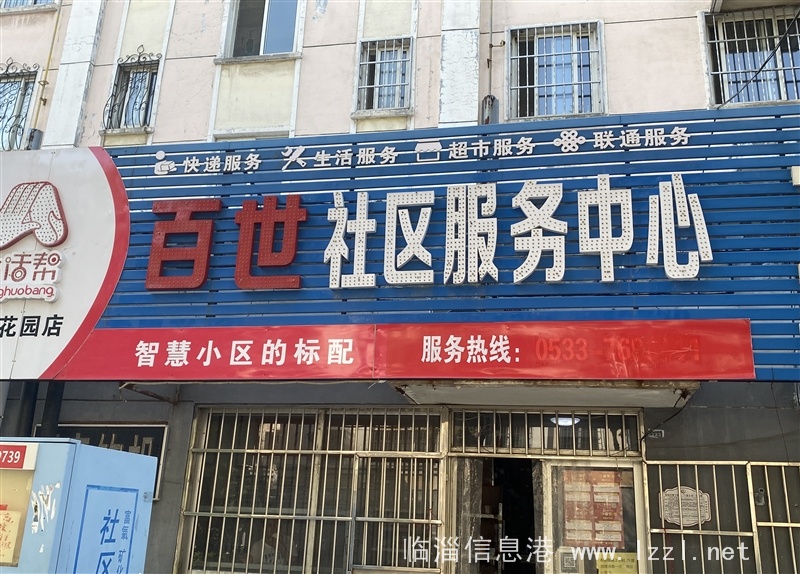 快递服务 生活服务 超市服务 联通服务
百世社区服务中心
活帮
ghuobang
花园店
智慧小区的标配 服务热线: 0533
9739
社区
富氢
临淄信息港 www.lzzl.net